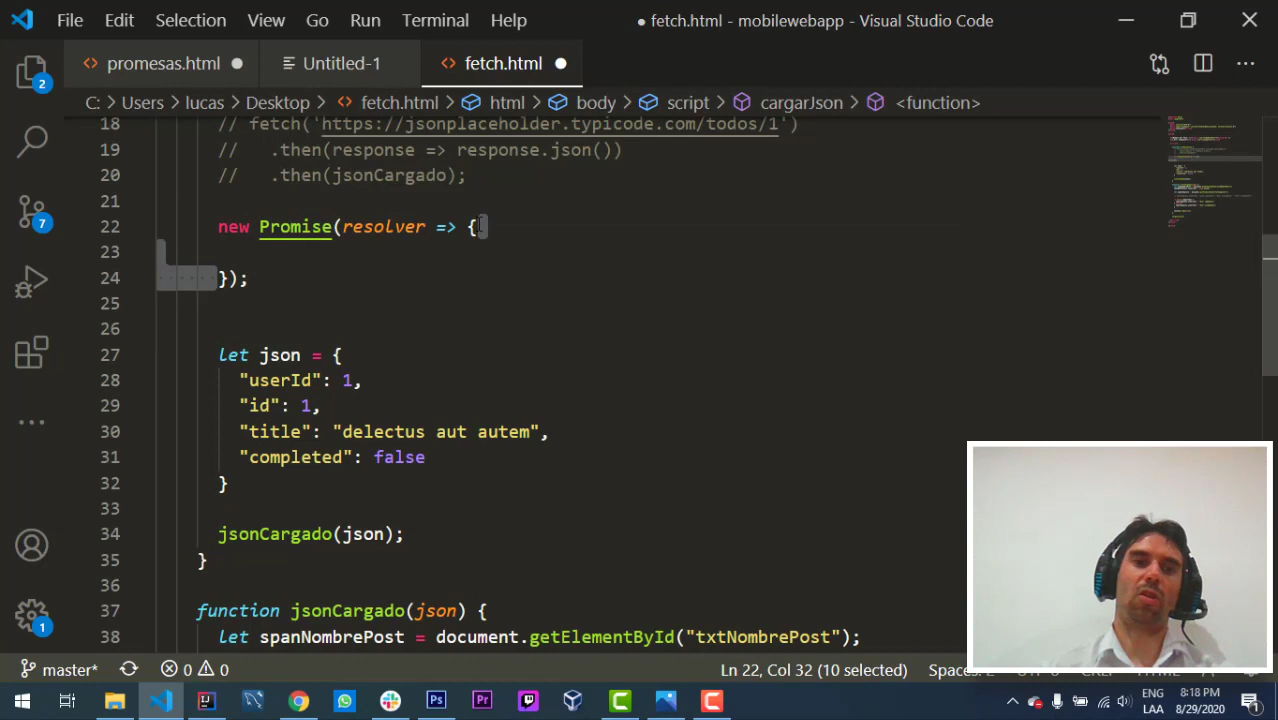 File Edit Selection View Go Run Terminal Help ● fetch.html - mobilewebapp - Visual Studio Code
promesas.html Untitled-1 fetch.html
2
C: > Users > lucas > Desktop > fetch.html > html > body > script > cargarJson > <function>
18 // fetch('https://jsonplaceholder.typicode.com/todos/1')
19 // .then(response => response.json())
20 // .then(jsonCargado);
21
7
22 new Promise(resolver => {
23
24 });
25
26
27 let json = {
28 "userId": 1,
29 "id": 1,
30 "title": "delectus aut autem",
31 "completed": false
32 }
33
34 jsonCargado(json);
35 }
36
37 function jsonCargado(json) {
1
38 let spanNombrePost = document.getElementById("txtNombrePost");
master* 0 0 Ln 22, Col 32 (10 selected)
Ps Pr
ENG 8:18 PM
LAA 8/29/2020